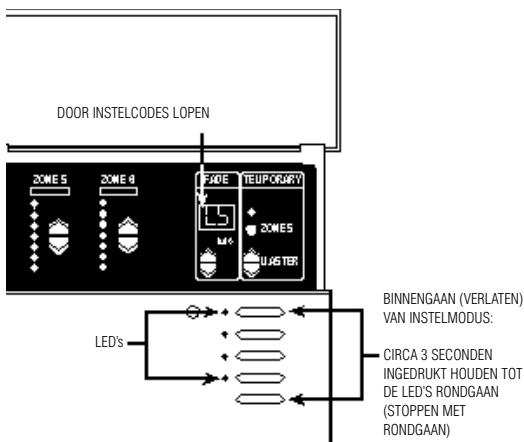 DOOR INSTELCODES LOPEN
ZONE 5
ZONE 6
FADE
TEMPORARY
LS
M
ZONES
MASTER
LED's
BINNENGAAN (VERLATEN)
VAN INSTELMODUS:
CIRCA 3 SECONDEN
INGEDRUKT HOUDEN TOT
DE LED'S RONDGAAN
(STOPPEN MET
RONDGAAN)